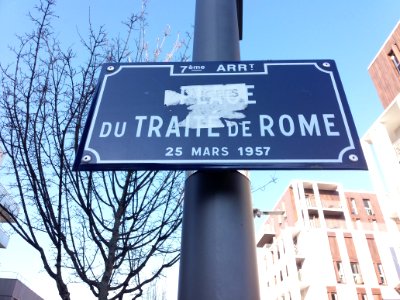 7ème ARRT
DU TRAITÉ DE ROME
25 MARS 1957